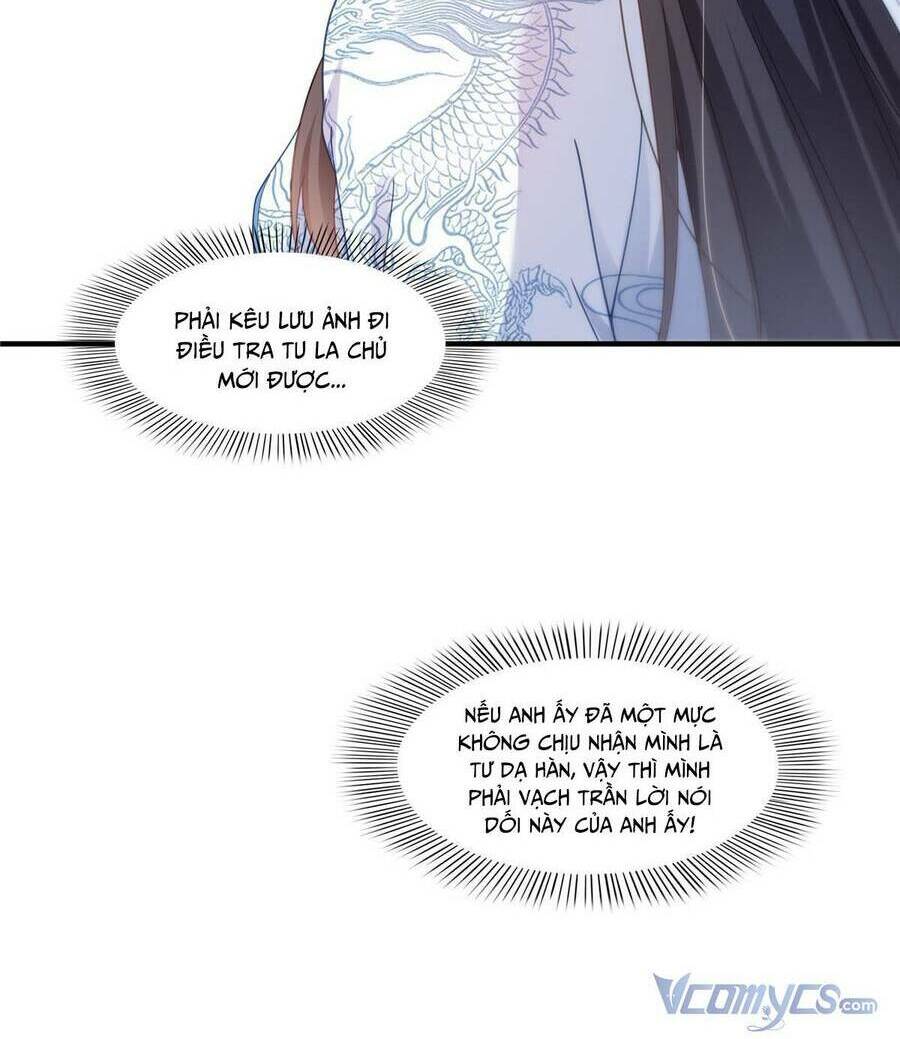 PHẢI KÊU LƯU ẢNH ĐI
ĐIỀU TRA TU LA CHỦ
MỚI ĐƯỢC...
NẾU ANH ẤY ĐÃ MỘT MỰC
KHÔNG CHỊU NHẬN MÌNH LÀ
TƯ DẠ HÀN, VẬY THÌ MÌNH
PHẢI VẠCH TRẦN LỜI NÓI
DỐI NÀY CỦA ANH ẤY!
VCOMYCS.com